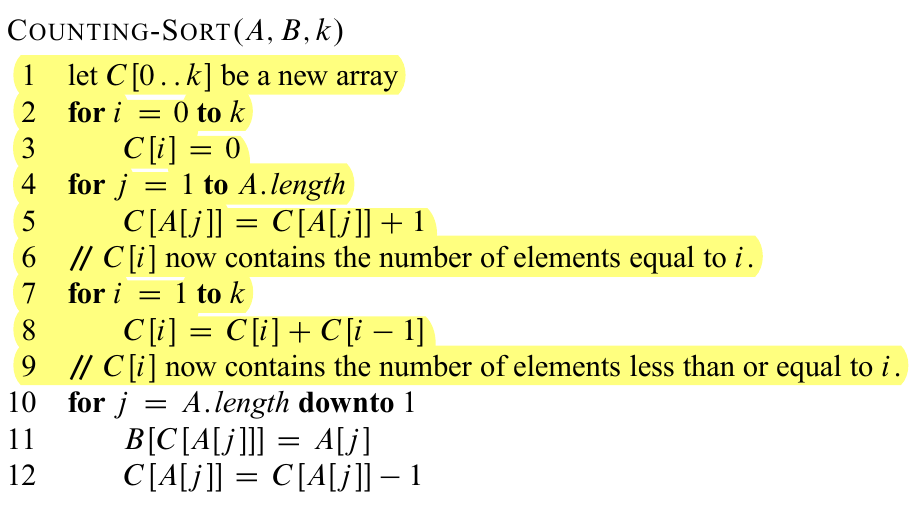 COUNTING-SORT(A, B, k)
1 let C[0..k] be a new array
2 for i = 0 to k
3 C[i] = 0
4 for j = 1 to A.length
5 C[A[j]] = C[A[j]] + 1
6 // C[i] now contains the number of elements equal to i.
7 for i = 1 to k
8 C[i] = C[i] + C[i − 1]
9 // C[i] now contains the number of elements less than or equal to i.
10 for j = A.length downto 1
11 B[C[A[j]]] = A[j]
12 C[A[j]] = C[A[j]] − 1